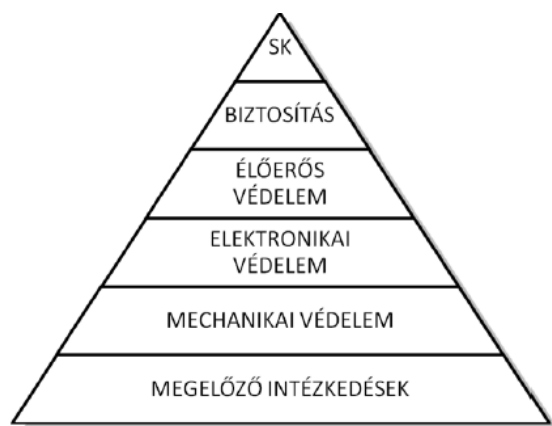 SK
BIZTOSÍTÁS
ÉLŐERŐS
VÉDELEM
ELEKTRONIKAI
VÉDELEM
MECHANIKAI VÉDELEM
MEGELŐZŐ INTÉZKEDÉSEK